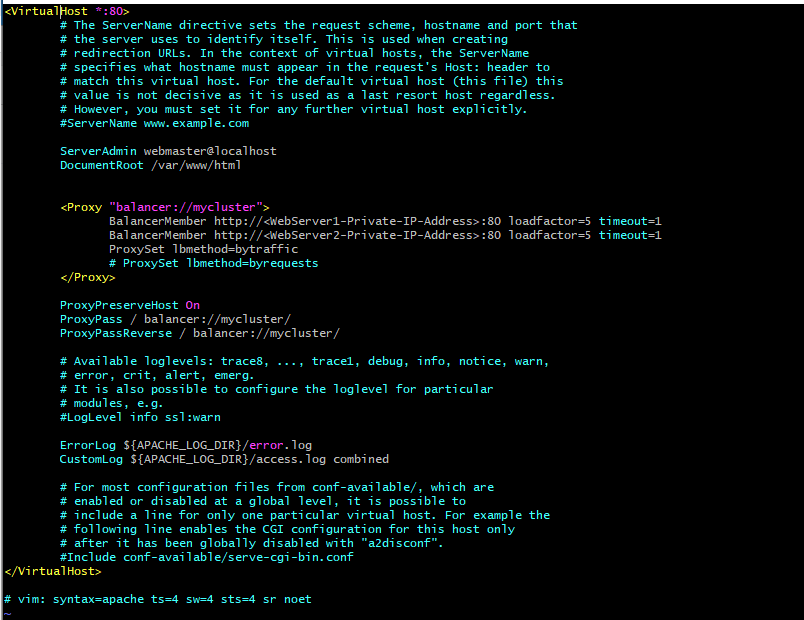 <VirtualHost *:80>
# The ServerName directive sets the request scheme, hostname and port that
# the server uses to identify itself. This is used when creating
# redirection URLs. In the context of virtual hosts, the ServerName
# specifies what hostname must appear in the request's Host: header to
# match this virtual host. For the default virtual host (this file) this
# value is not decisive as it is used as a last resort host regardless.
# However, you must set it for any further virtual host explicitly.
#ServerName www.example.com
ServerAdmin webmaster@localhost
DocumentRoot /var/www/html
<Proxy "balancer://mycluster">
BalancerMember http://<WebServer1-Private-IP-Address>:80 loadfactor=5 timeout=1
BalancerMember http://<WebServer2-Private-IP-Address>:80 loadfactor=5 timeout=1
ProxySet lbmethod=bytraffic
# ProxySet lbmethod=byrequests
</Proxy>
ProxyPreserveHost On
ProxyPass / balancer://mycluster/
ProxyPassReverse / balancer://mycluster/
# Available loglevels: trace8, ..., trace1, debug, info, notice, warn,
# error, crit, alert, emerg.
# It is also possible to configure the loglevel for particular
# modules, e.g.
#LogLevel info ssl:warn
ErrorLog ${APACHE_LOG_DIR}/error.log
CustomLog ${APACHE_LOG_DIR}/access.log combined
# For most configuration files from conf-available/, which are
# enabled or disabled at a global level, it is possible to
# include a line for only one particular virtual host. For example the
# following line enables the CGI configuration for this host only
# after it has been globally disabled with "a2disconf".
#Include conf-available/serve-cgi-bin.conf
</VirtualHost>
# vim: syntax=apache ts=4 sw=4 sts=4 sr noet
~